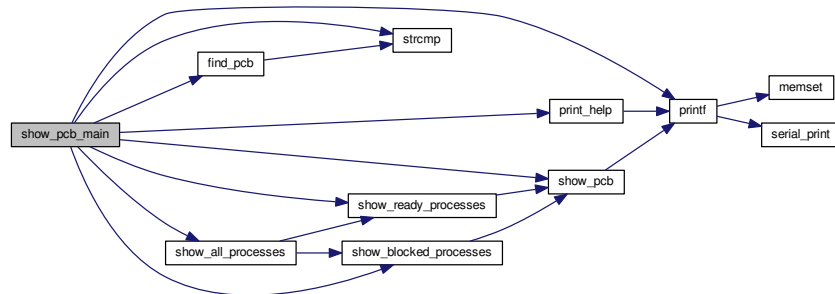 strcmp
find_pcb
memset
print_help
printf
show_pcb_main
serial_print
show_pcb
show_ready_processes
show_all_processes
show_blocked_processes